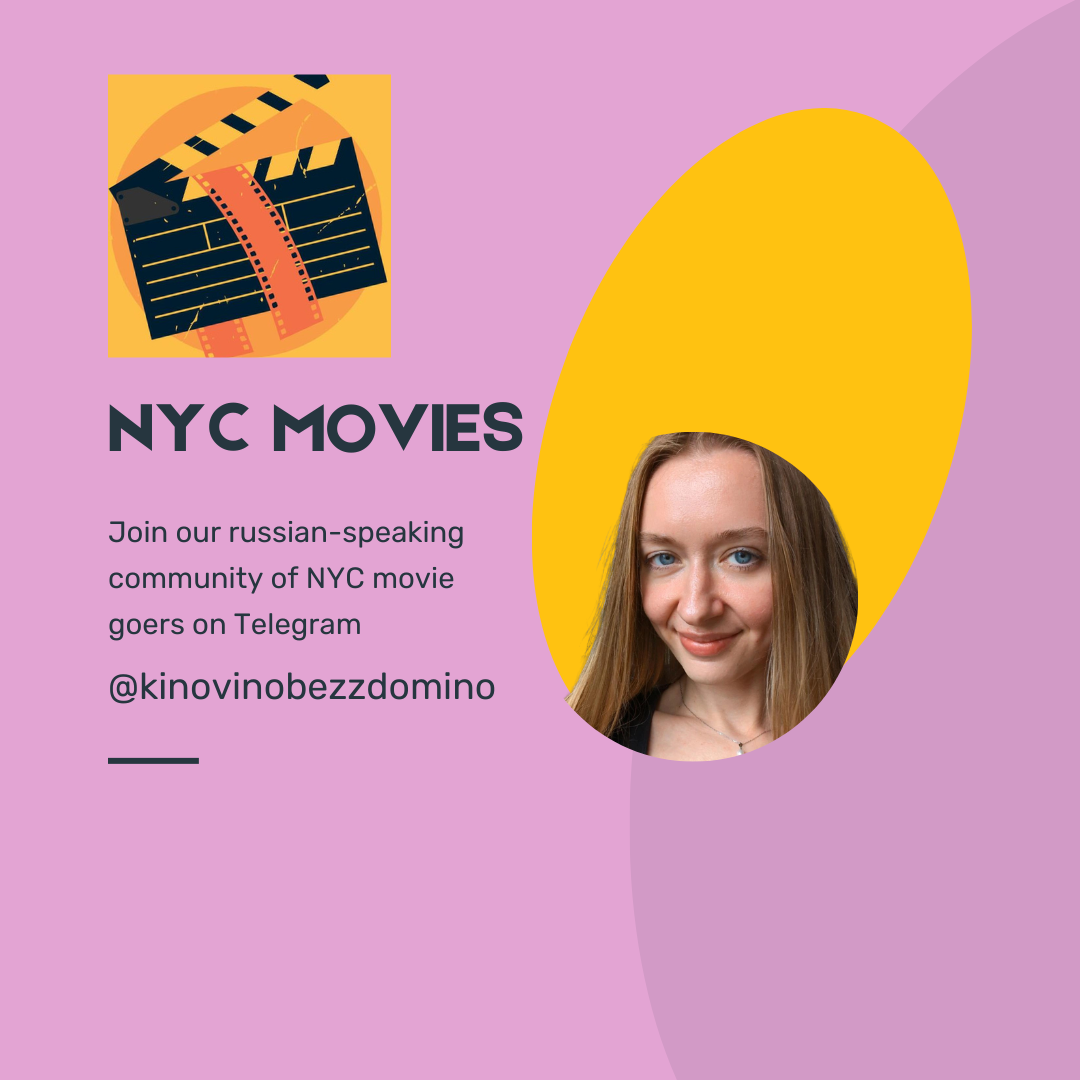 NYC MOVIES
Join our russian-speaking
community of NYC movie
goers on Telegram
@kinovinobezzdomino